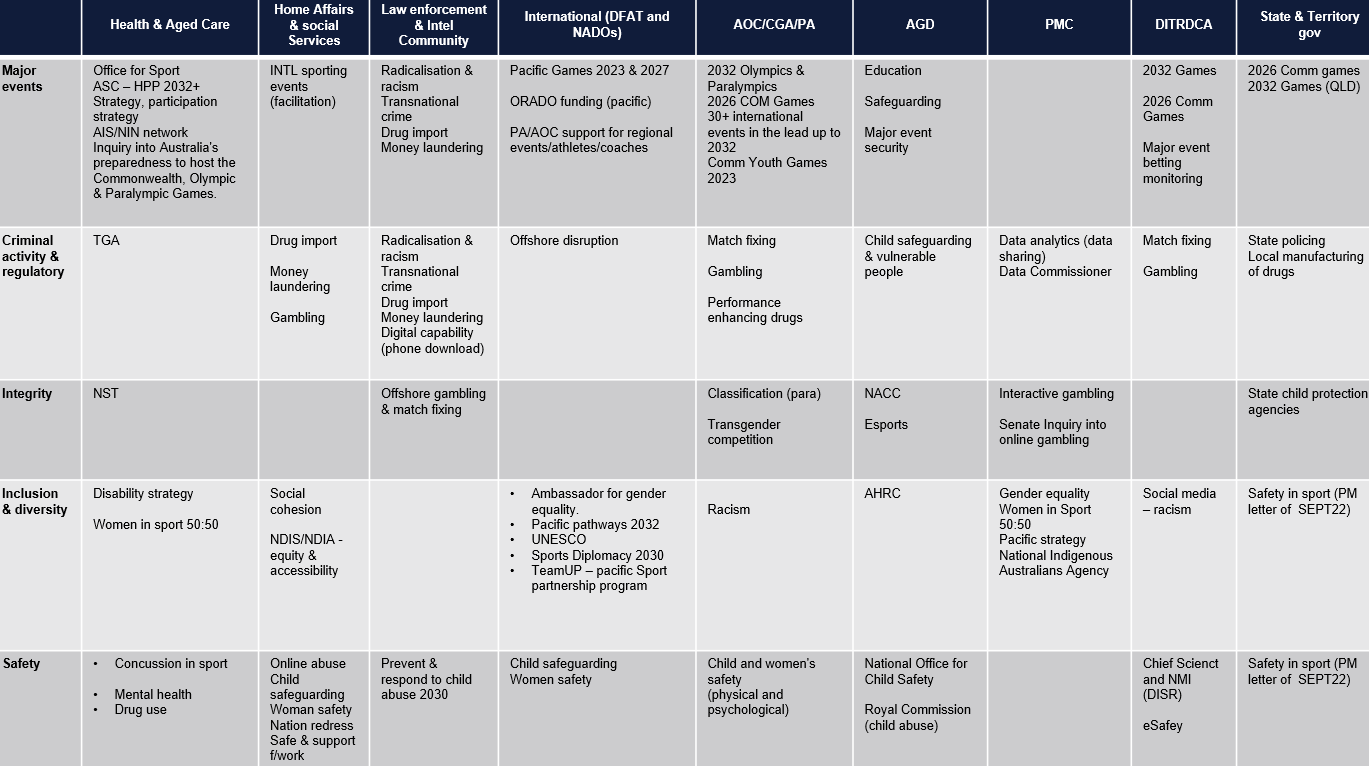 Health & Aged Care
Home Affairs
& social
Services
Law enforcement
& Intel
Community
International (DFAT and
NADOs)
AOC/CGA/PA
AGD
PMC
DITRDCA
State & Territory
gov
Major
events
Office for Sport
ASC – HPP 2032+
Strategy, participation
strategy
AIS/NIN network
Inquiry into Australia's
preparedness to host the
Commonwealth, Olympic
& Paralympic Games.
INTL sporting
events
(facilitation)
Radicalisation &
racism
Transnational
crime
Drug import
Money laundering
Pacific Games 2023 & 2027
ORADO funding (pacific)
PA/AOC support for regional
events/athletes/coaches
2032 Olympics &
Paralympics
2026 COM Games
30+ international
events in the lead up to
2032
Comm Youth Games
2023
Education
Safeguarding
Major event
security
2032 Games
2026 Comm
Games
Major event
betting
monitoring
2026 Comm games
2032 Games (QLD)
Criminal
activity &
regulatory
TGA
Drug import
Money
laundering
Gambling
Radicalisation &
racism
Transnational
crime
Drug import
Money laundering
Digital capability
(phone download)
Offshore disruption
Match fixing
Gambling
Performance
enhancing drugs
Child safeguarding
& vulnerable
people
Data analytics (data
sharing)
Data Commissioner
Match fixing
Gambling
State policing
Local manufacturing
of drugs
Integrity
NST
Offshore gambling
& match fixing
Classification (para)
Transgender
competition
NACC
Esports
Interactive gambling
Senate Inquiry into
online gambling
State child protection
agencies
Inclusion
& diversity
Disability strategy
Women in sport 50:50
Social
cohesion
NDIS/NDIA -
equity &
accessibility
• Ambassador for gender
equality.
• Pacific pathways 2032
• UNESCO
• Sports Diplomacy 2030
• TeamUP – pacific Sport
partnership program
Racism
AHRC
Gender equality
Women in Sport
50:50
Pacific strategy
National Indigenous
Australians Agency
Social media
– racism
Safety in sport (PM
letter of SEPT22)
Safety
• Concussion in sport
• Mental health
• Drug use
Online abuse
Child
safeguarding
Woman safety
Nation redress
Safe & support
f/work
Prevent &
respond to child
abuse 2030
Child safeguarding
Women safety
Child and women's
safety
(physical and
psychological)
National Office for
Child Safety
Royal Commission
(child abuse)
Chief Scienct
and NMI
(DISR)
eSafey
Safety in sport (PM
letter of SEPT22)